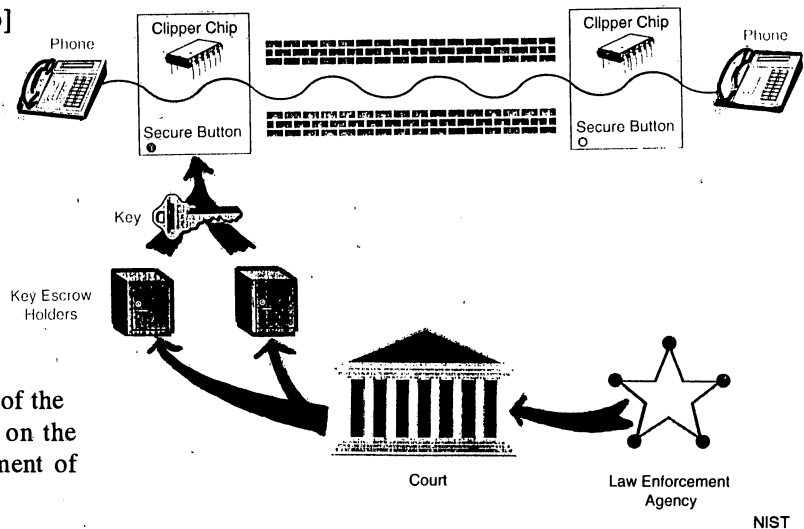 Phone
Clipper Chip
Clipper Chip
Phone
Secure Button
Secure Button
Key
Key Escrow
Holders
of the
on the
ment of
Court
Law Enforcement
Agency
NIST